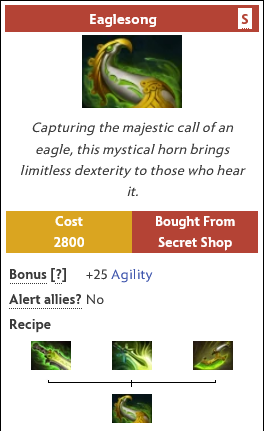 Eaglesong S
Capturing the majestic call of an
eagle, this mystical horn brings
limitless dexterity to those who hear
it.
Cost Bought From
2800 Secret Shop
Bonus [?] +25 Agility
Alert allies? No
Recipe